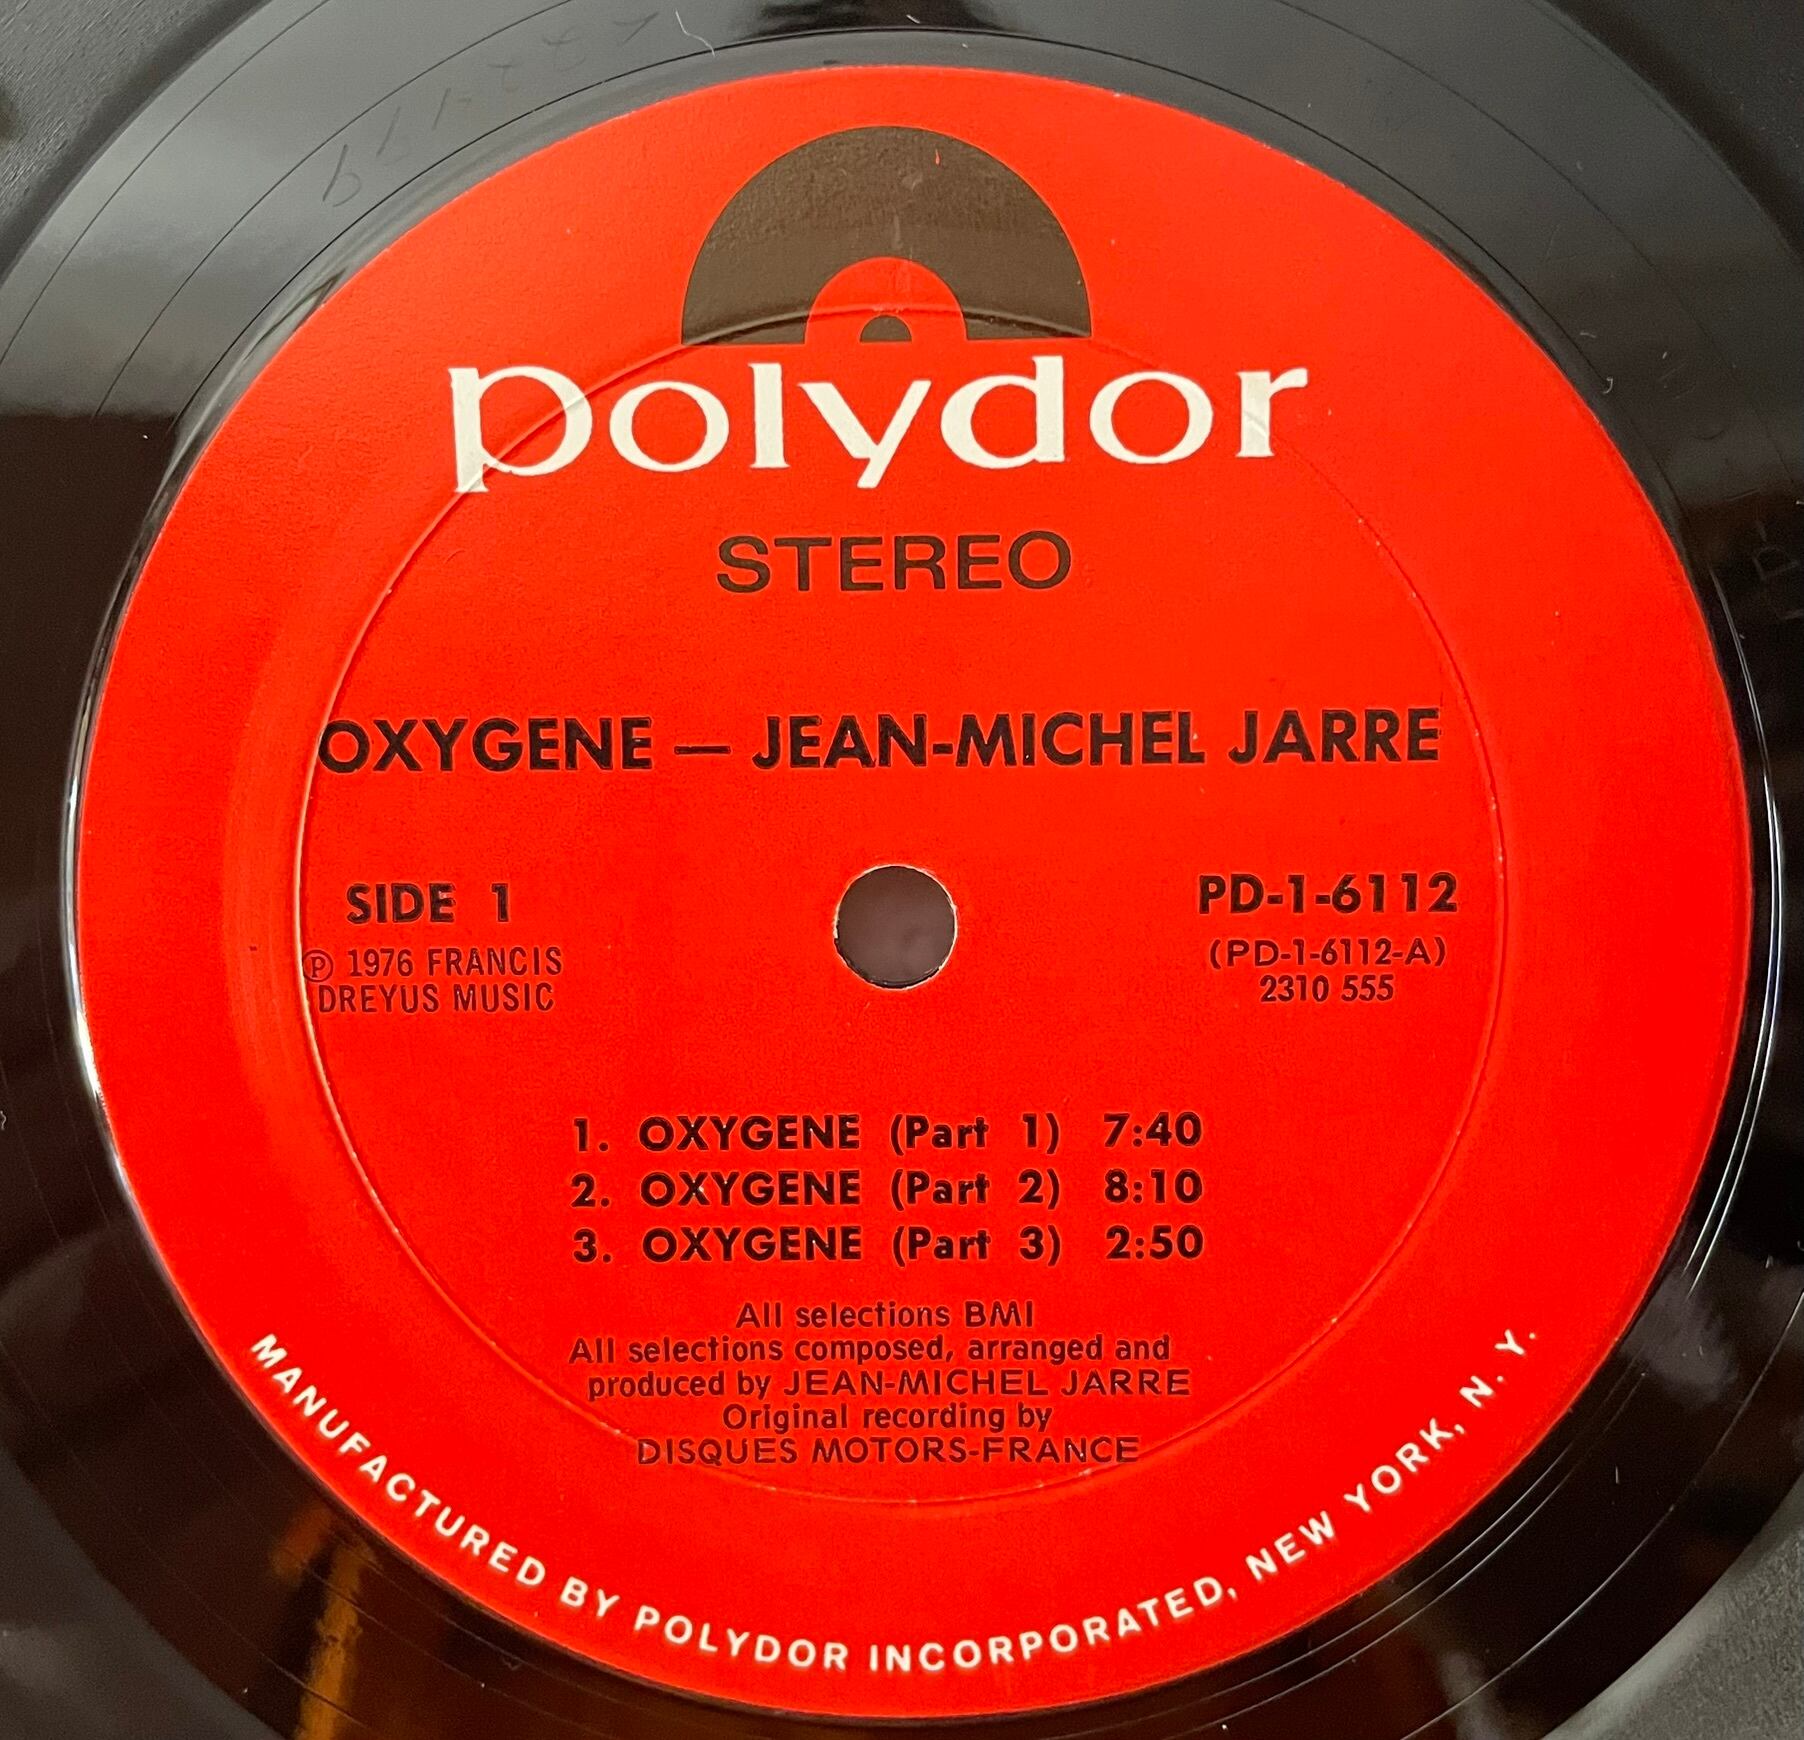 polydor
STEREO
OXYGENE — JEAN-MICHEL JARRE
SIDE 1
℗ 1976 FRANCIS
DREYUS MUSIC
PD-1-6112
(PD-1-6112-A)
2310 555
1. OXYGENE (Part 1) 7:40
2. OXYGENE (Part 2) 8:10
3. OXYGENE (Part 3) 2:50
All selections BMI
All selections composed, arranged and
produced by JEAN-MICHEL JARRE
Original recording by
DISQUES MOTORS-FRANCE
MANUFACTURED BY POLYDOR INCORPORATED, NEW YORK, N. Y.